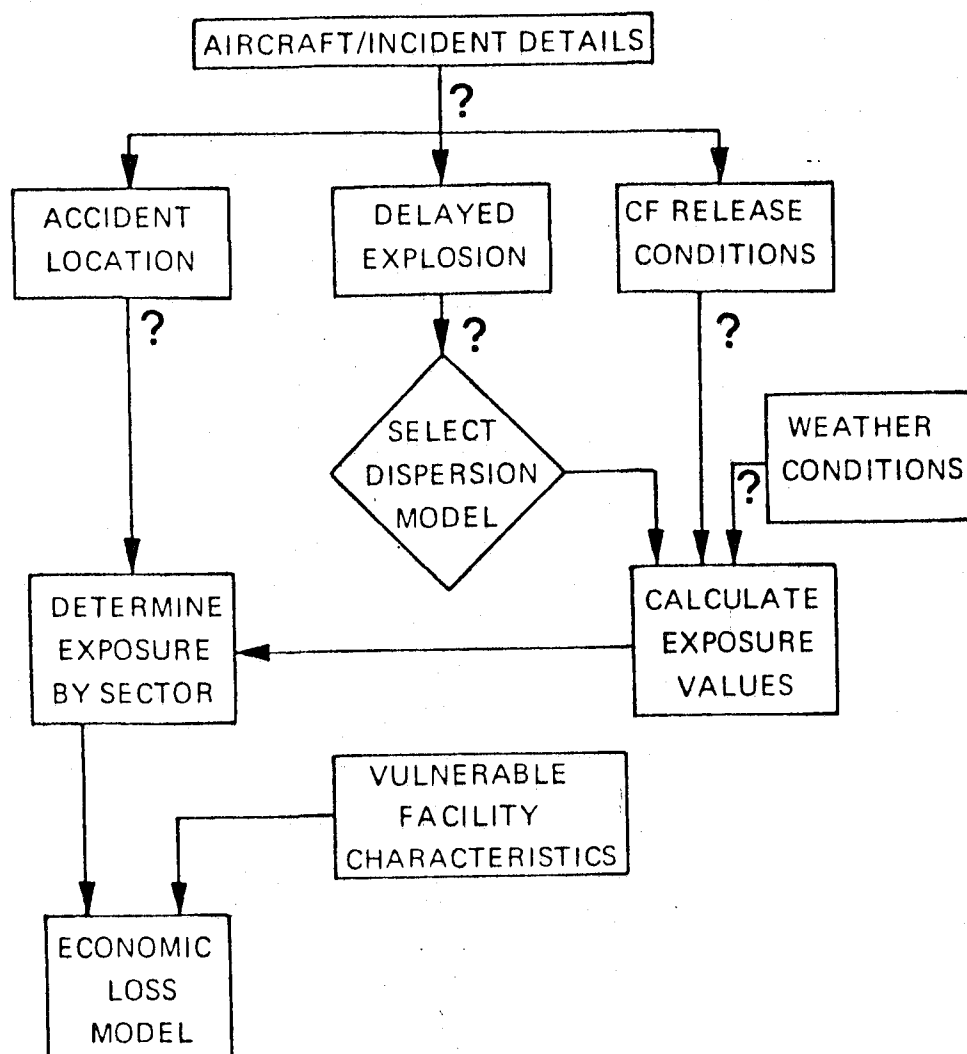 AIRCRAFT/INCIDENT DETAILS
?
ACCIDENT
LOCATION
DELAYED
EXPLOSION
CF RELEASE
CONDITIONS
?
?
?
SELECT
DISPERSION
MODEL
WEATHER
CONDITIONS
?
DETERMINE
EXPOSURE
BY SECTOR
CALCULATE
EXPOSURE
VALUES
VULNERABLE
FACILITY
CHARACTERISTICS
ECONOMIC
LOSS
MODEL